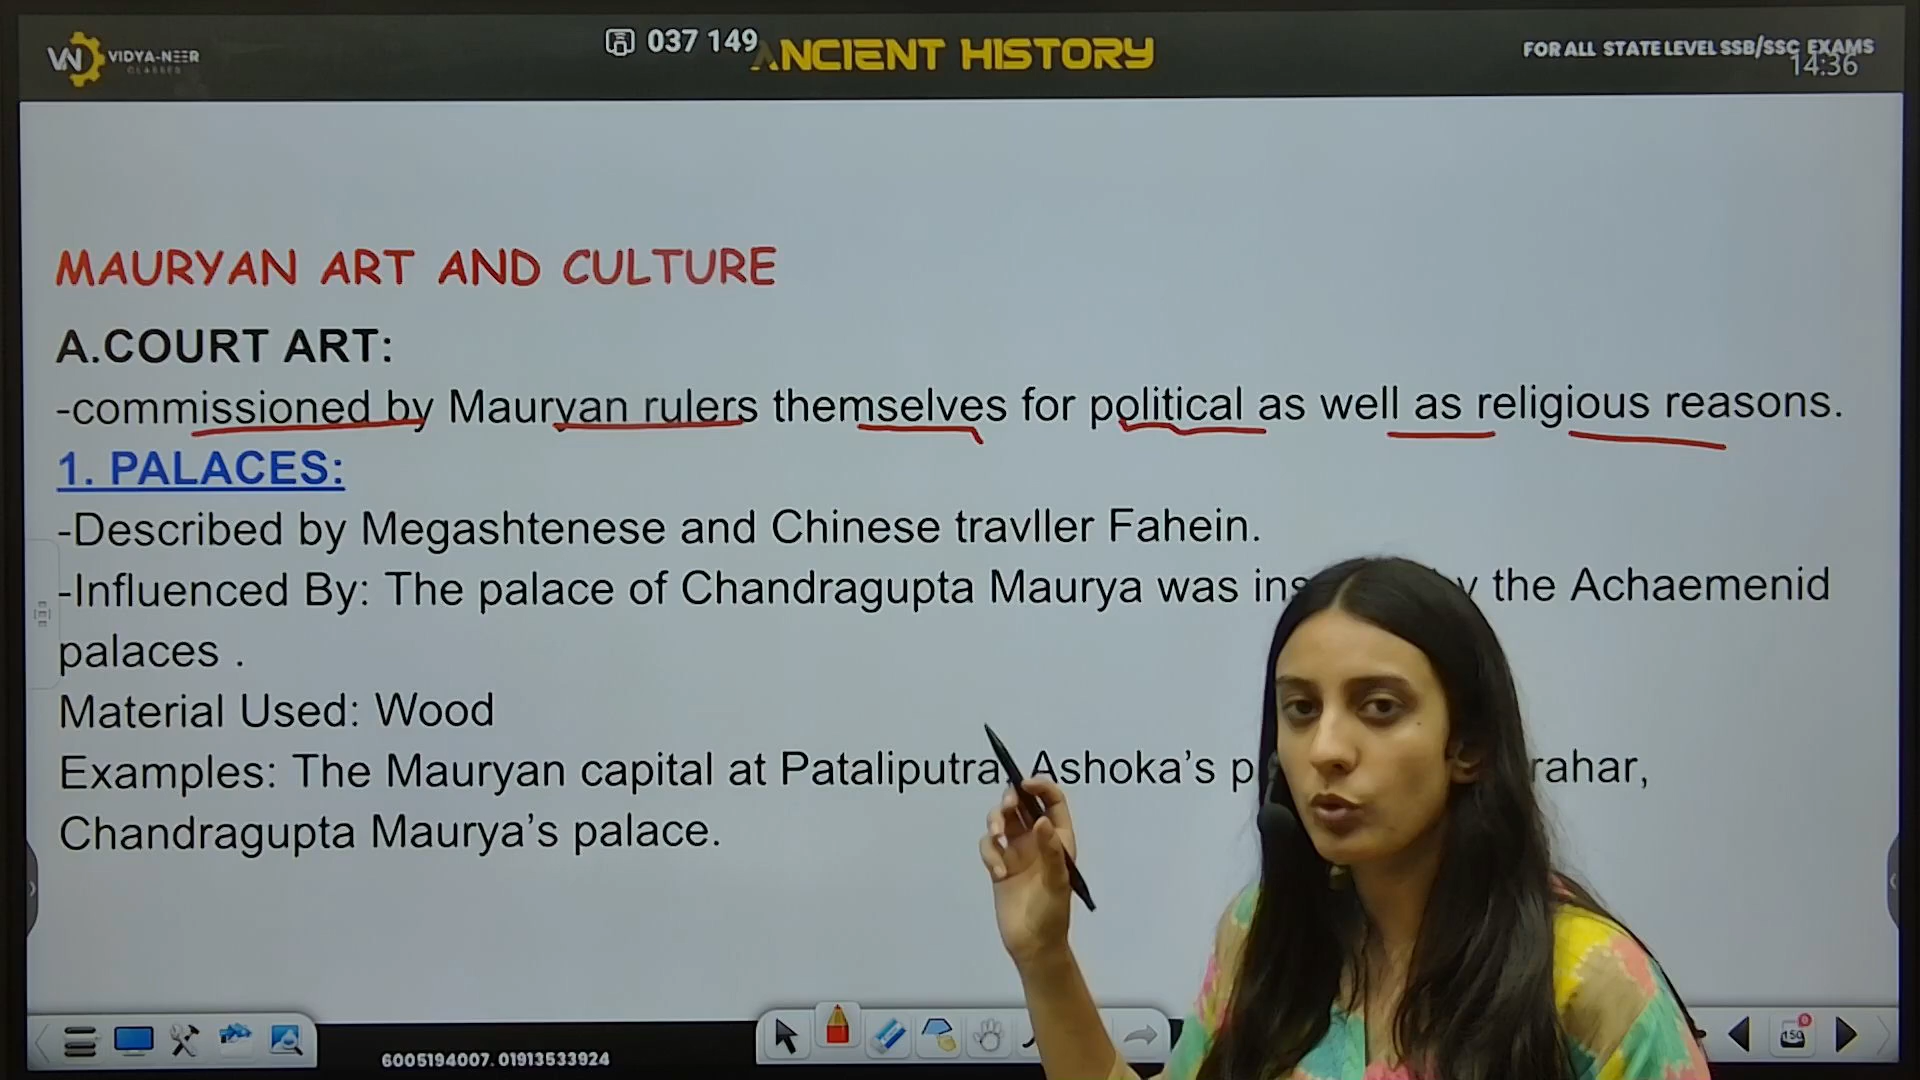 VIDYA-NEER
CLASSES
037 149
ANCIENT HISTORY
FOR ALL STATE LEVEL SSB/SSC EXAMS
14:36
MAURYAN ART AND CULTURE
A.COURT ART:
-commissioned by Mauryan rulers themselves for political as well as religious reasons.
1. PALACES:
-Described by Megashtenese and Chinese travller Fahein.
-Influenced By: The palace of Chandragupta Maurya was the Achaemenid
palaces .
Material Used: Wood
Examples: The Mauryan capital at Pataliputra, Ashoka's
Chandragupta Maurya's palace.
6005194007. 01913533924
150